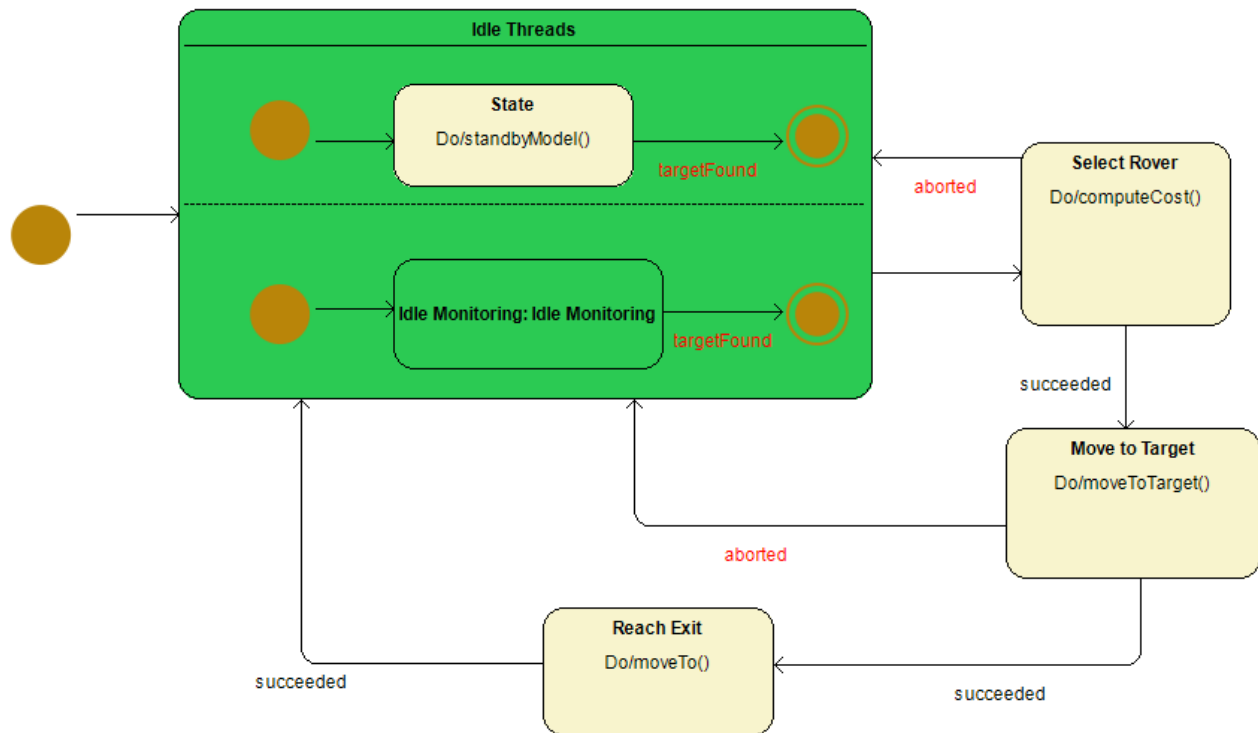 Idle Threads
State
Do/standbyModel()
targetFound
Idle Monitoring: Idle Monitoring
targetFound
Select Rover
Do/computeCost()
aborted
succeeded
Move to Target
Do/moveToTarget()
aborted
Reach Exit
Do/moveTo()
succeeded
succeeded